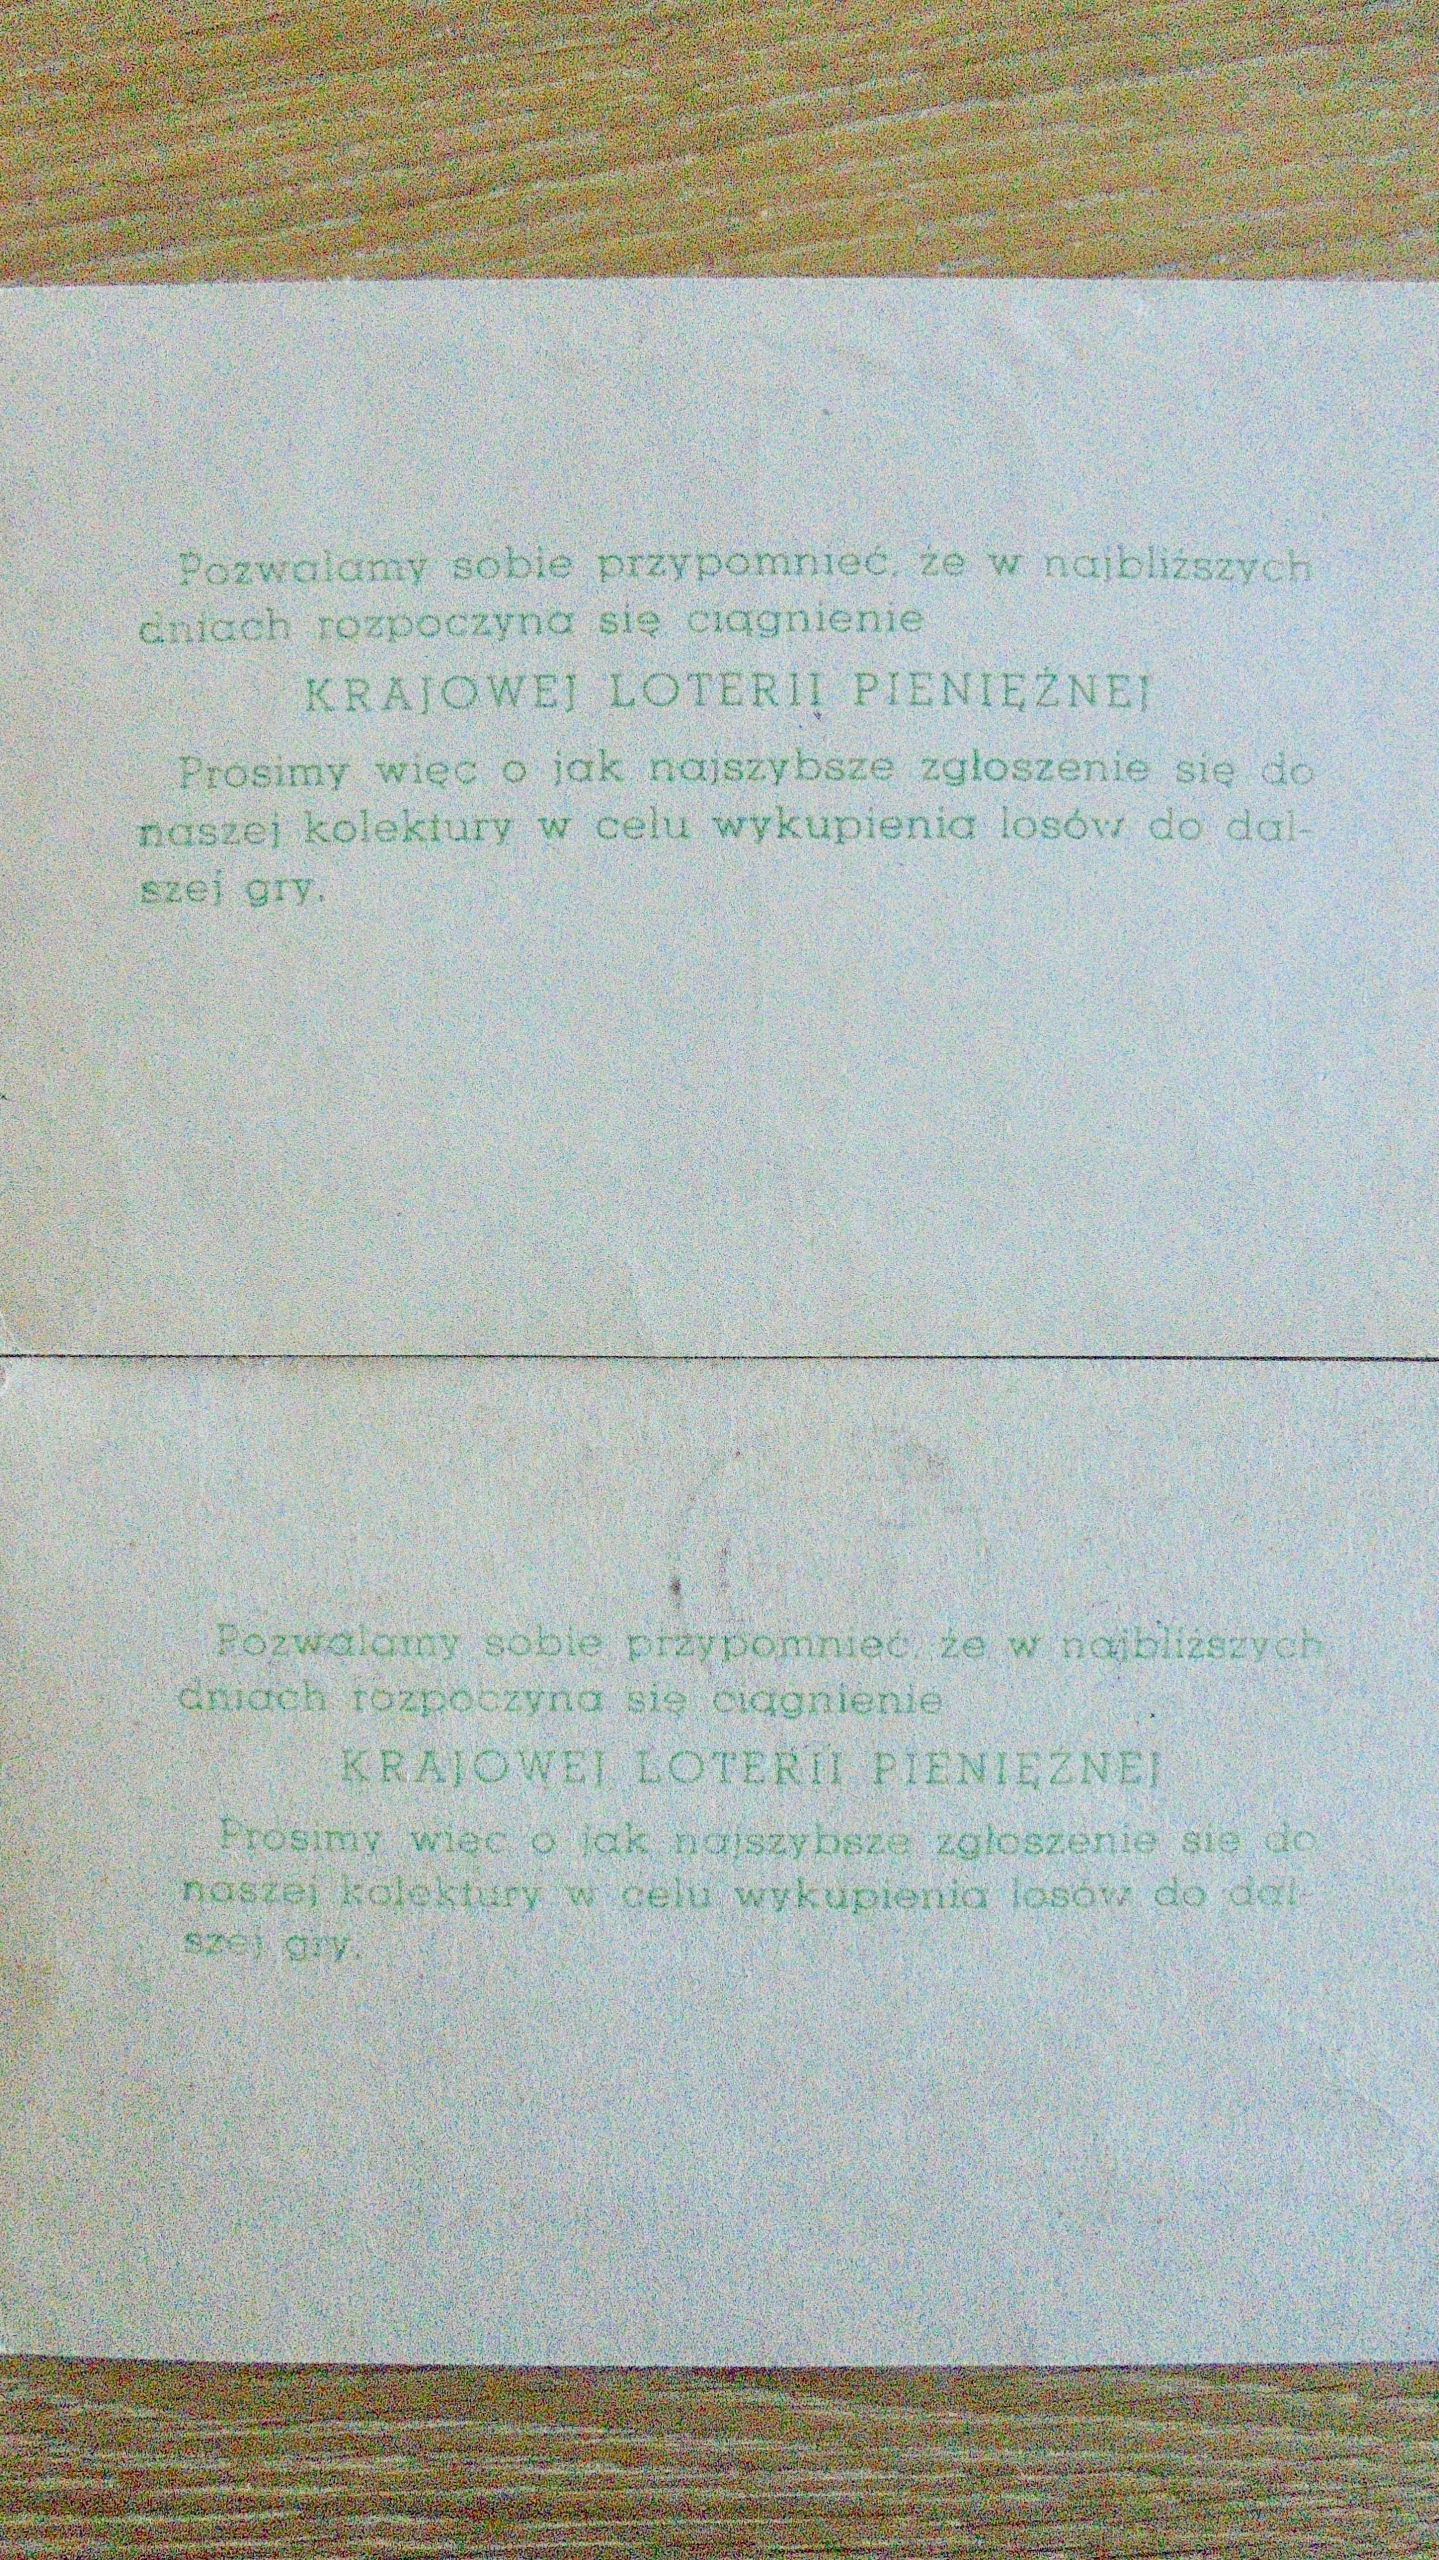 Pozwalamy sobie przypomnieć, że w najbliższych
dniach rozpoczyna się ciągnienie
KRAJOWEJ LOTERII PIENIĘŻNEJ
Prosimy więc o jak najszybsze zgłoszenie się do
naszej kolektury w celu wykupienia losów do dal-
szej gry.
Pozwalamy sobie przypomnieć, że w najbliższych
dniach rozpoczyna się ciągnienie
KRAJOWEJ LOTERII PIENIĘŻNEJ
Prosimy więc o jak najszybsze zgłoszenie się do
naszej kolektury w celu wykupienia losów do dal-
szej gry.